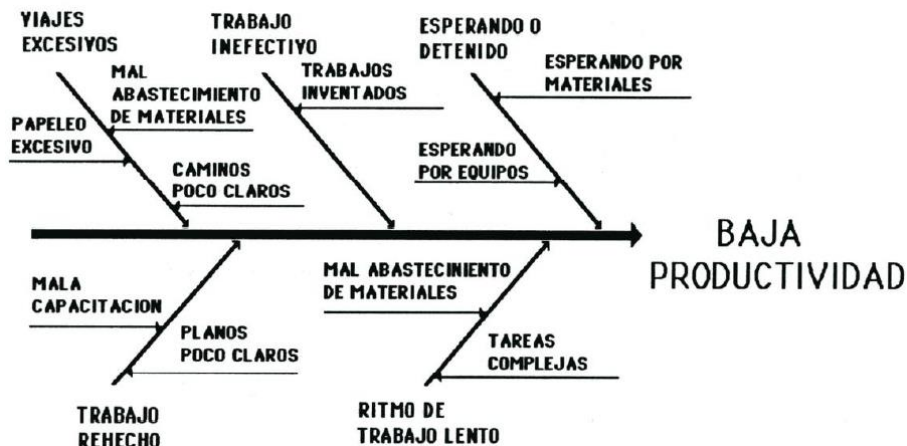 VIAJES
EXCESIVOS
MAL
ABASTECIMIENTO
DE MATERIALES
PAPELEO
EXCESIVO
CAMINOS
POCO CLAROS
TRABAJO
INEFECTIVO
TRABAJOS
INVENTADOS
ESPERANDO O
DETENIDO
ESPERANDO POR
MATERIALES
ESPERANDO
POR EQUIPOS
BAJA
PRODUCTIVIDAD
MALA
CAPACITACION
PLANOS
POCO CLAROS
TRABAJO
REHECHO
MAL ABASTECINIENTO
DE MATERIALES
TAREAS
COMPLEJAS
RITMO DE
TRABAJO LENTO